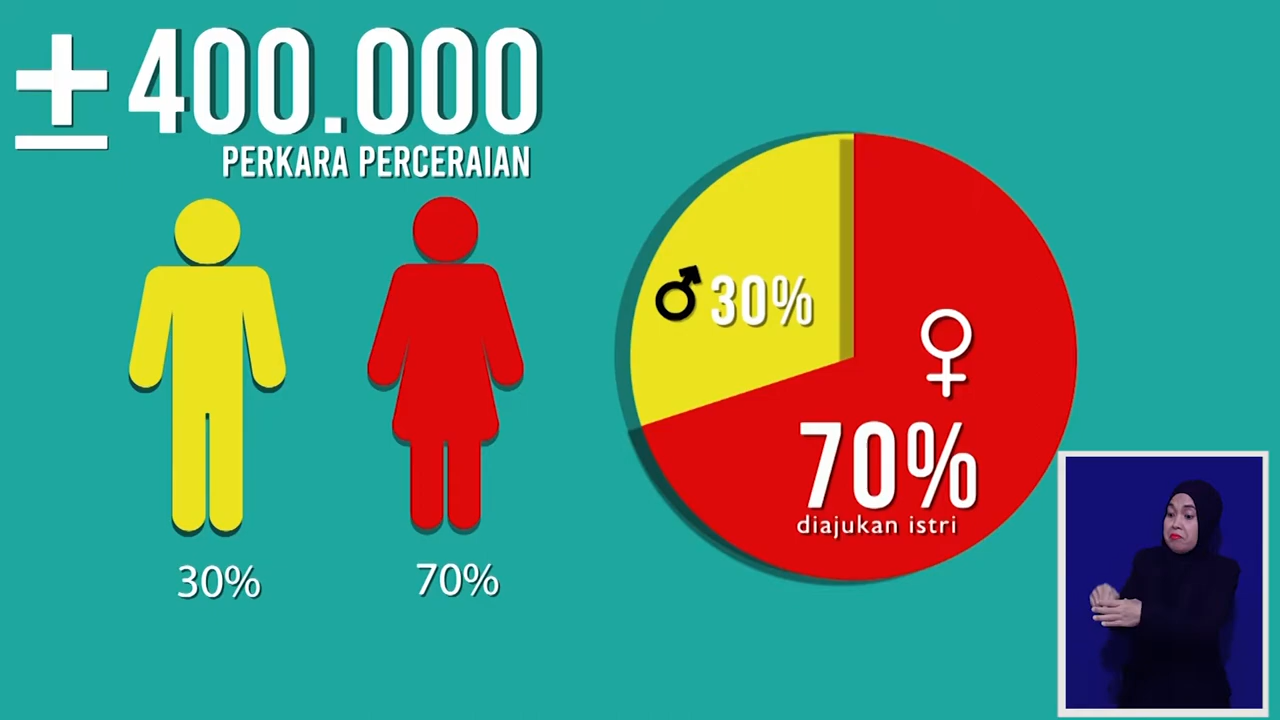 ±400.000
PERKARA PERCERAIAN
30%
70%
30%
70%
diajukan istri